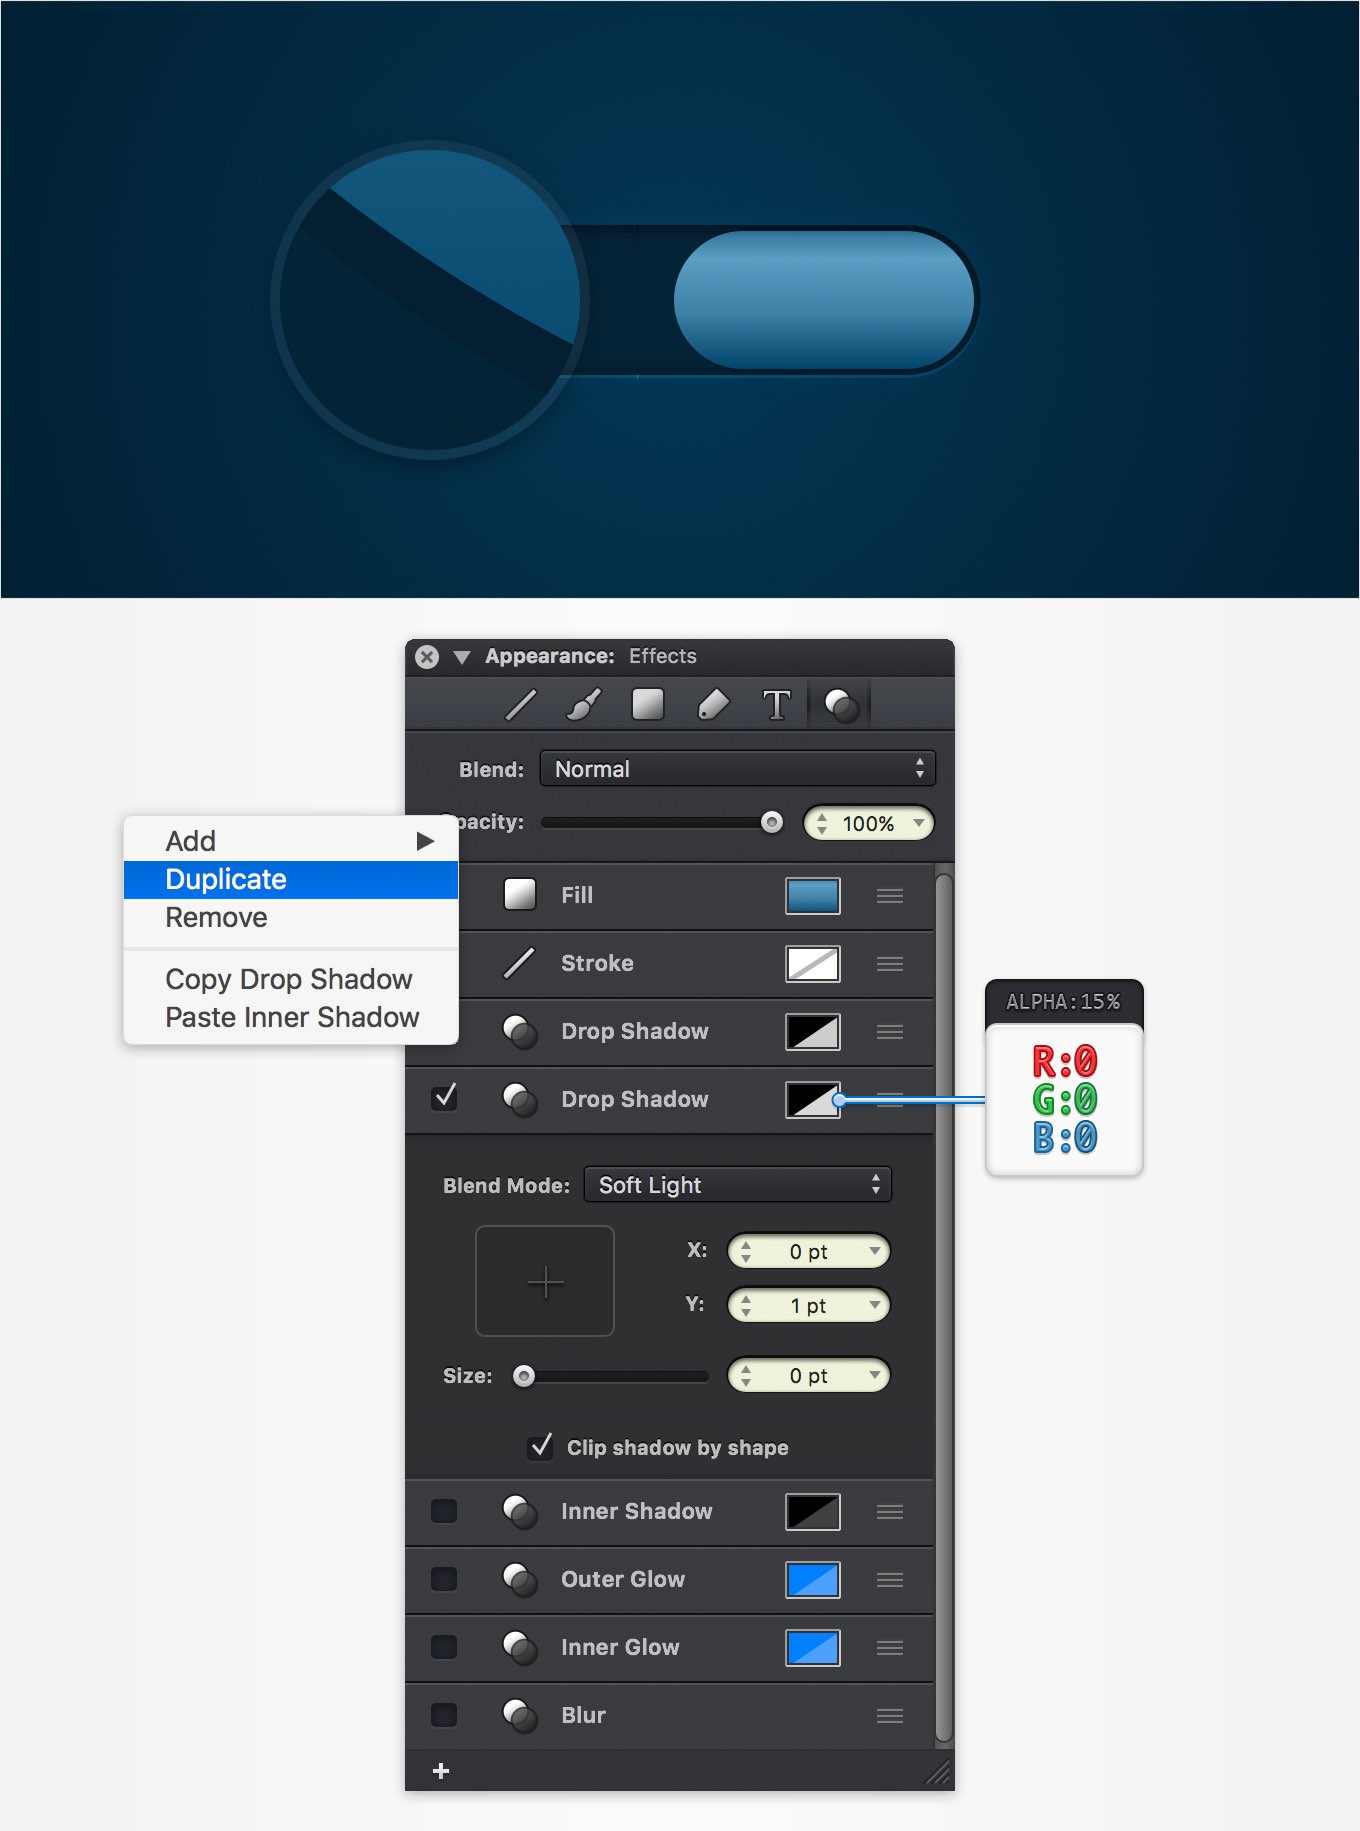 Appearance: Effects
T
Blend: Normal
pacity: 100%
Add
Duplicate
Remove
Copy Drop Shadow
Paste Inner Shadow
Fill
Stroke
Drop Shadow
Drop Shadow
ALPHA:15%
R:0
G:0
B:0
Blend Mode: Soft Light
X: 0 pt
Y: 1 pt
Size: 0 pt
Clip shadow by shape
Inner Shadow
Outer Glow
Inner Glow
Blur